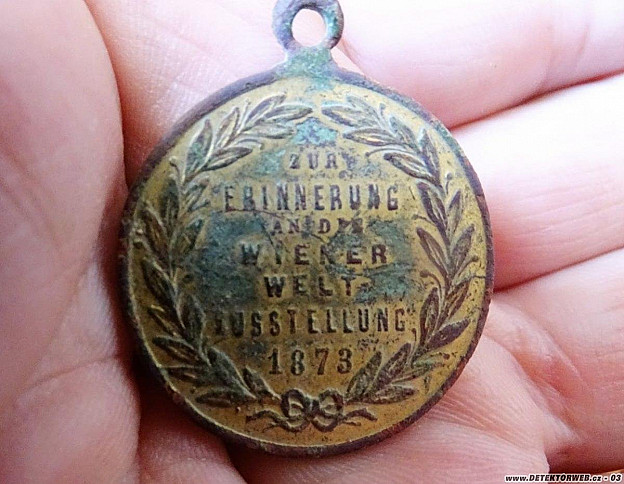 ZUR
ERINNERUNG
AN DIE
WIENER
WELT-
AUSSTELLUNG
1873
www.DETEKTORWEB.cz - 03